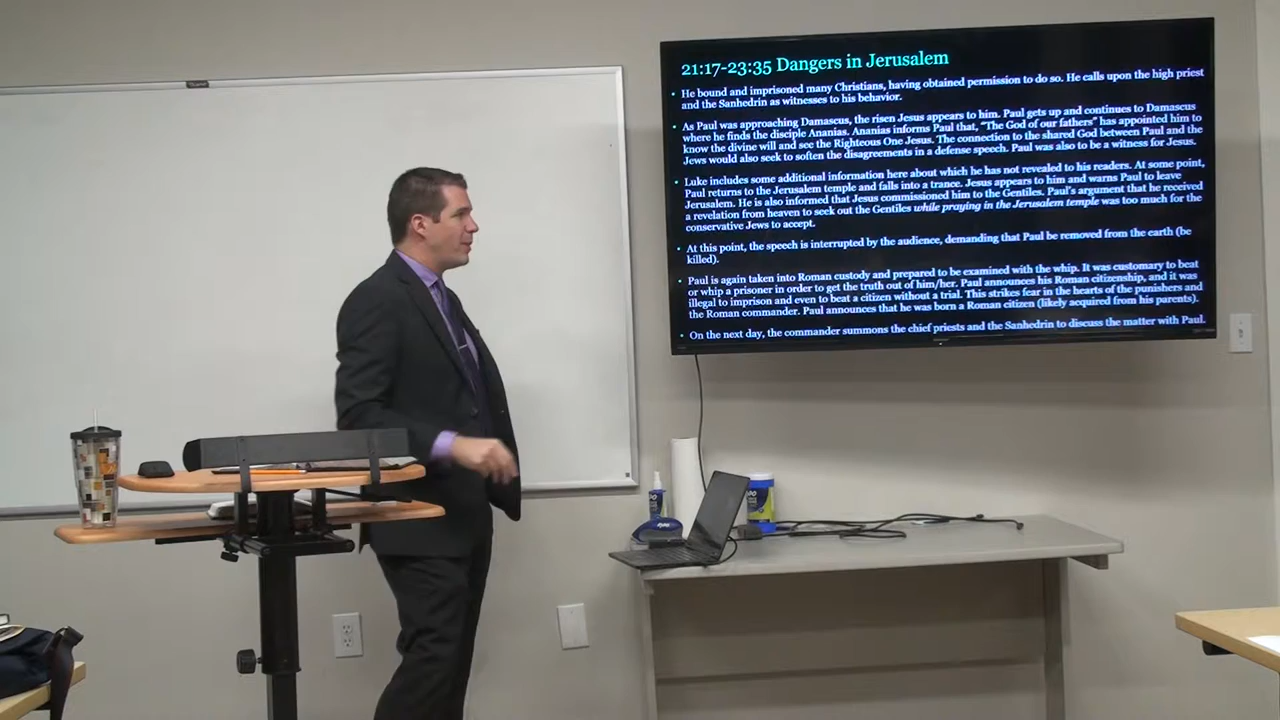 21:17-23:35 Dangers in Jerusalem
• He bound and imprisoned many Christians, having obtained permission to do so. He calls upon the high priest
and the Sanhedrin as witnesses to his behavior.
• As Paul was approaching Damascus, the risen Jesus appears to him. Paul gets up and continues to Damascus
where he finds the disciple Ananias. Ananias informs Paul that, “The God of our fathers” has appointed him to
know the divine will and see the Righteous One Jesus. The connection to the shared God between Paul and the
Jews would also seek to soften the disagreements in a defense speech. Paul was also to be a witness for Jesus.
• Luke includes some additional information here about which he has not revealed to his readers. At some point,
Paul returns to the Jerusalem temple and falls into a trance. Jesus appears to him and warns Paul to leave
Jerusalem. He is also informed that Jesus commissioned him to the Gentiles. Paul's argument that he received
a revelation from heaven to seek out the Gentiles while praying in the Jerusalem temple was too much for the
conservative Jews to accept.
• At this point, the speech is interrupted by the audience, demanding that Paul be removed from the earth (be
killed).
• Paul is again taken into Roman custody and prepared to be examined with the whip. It was customary to beat
or whip a prisoner in order to get the truth out of him/her. Paul announces his Roman citizenship, and it was
illegal to imprison and even to beat a citizen without a trial. This strikes fear in the hearts of the punishers and
the Roman commander. Paul announces that he was born a Roman citizen (likely acquired from his parents).
• On the next day, the commander summons the chief priests and the Sanhedrin to discuss the matter with Paul.